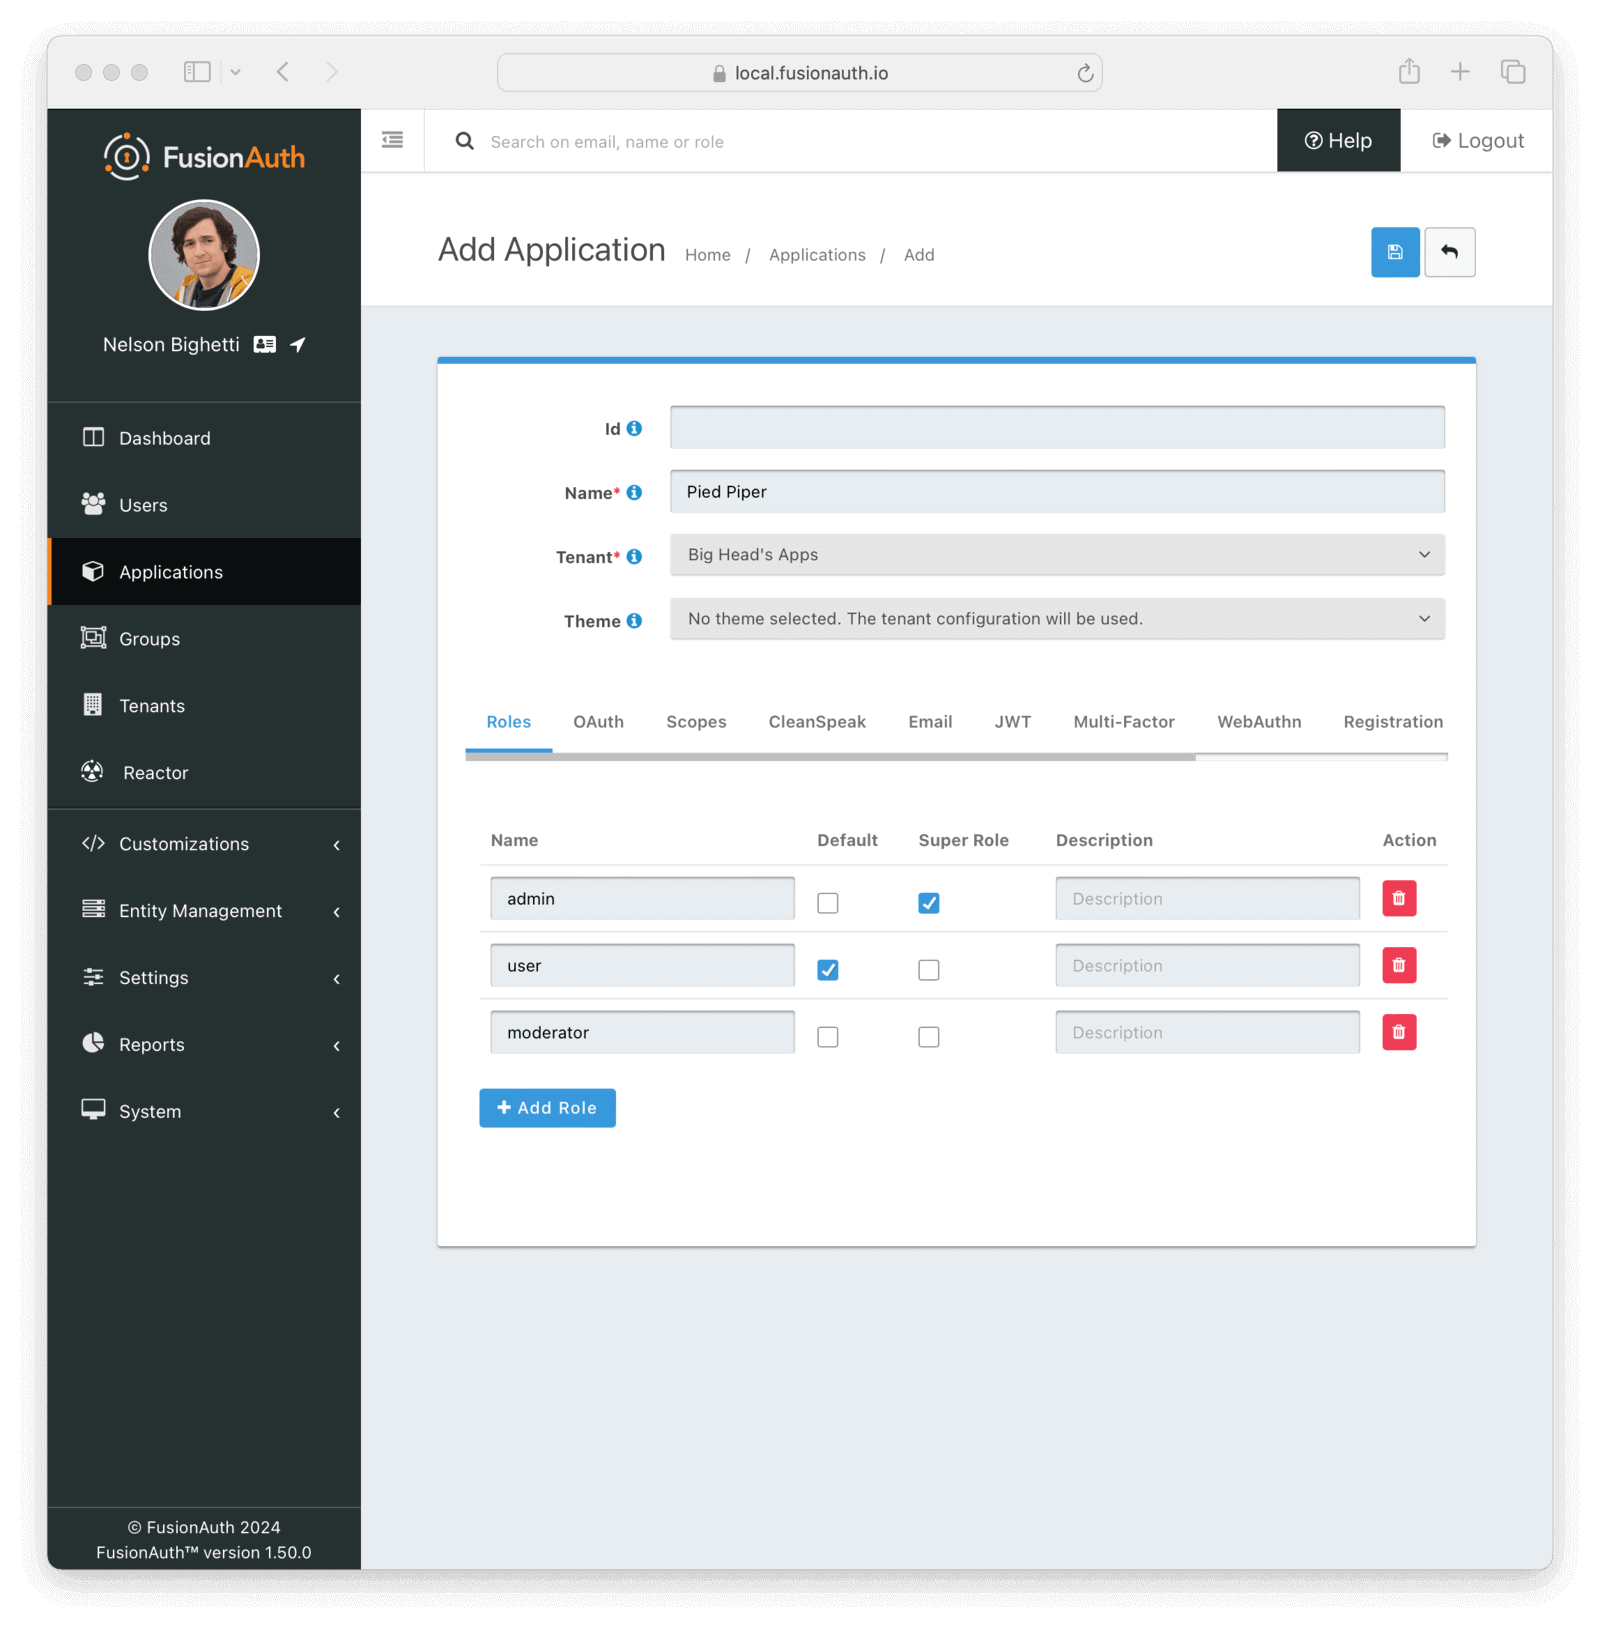 local.fusionauth.io
FusionAuth
Search on email, name or role
Help
Logout
Nelson Bighetti
Add Application Home / Applications / Add
Dashboard
Users
Applications
Groups
Tenants
Reactor
Customizations
Entity Management
Settings
Reports
System
© FusionAuth 2024
FusionAuth™ version 1.50.0
Id
Name* Pied Piper
Tenant* Big Head's Apps
Theme No theme selected. The tenant configuration will be used.
Roles OAuth Scopes CleanSpeak Email JWT Multi-Factor WebAuthn Registration
Name Default Super Role Description Action
admin Description
user Description
moderator Description
+ Add Role